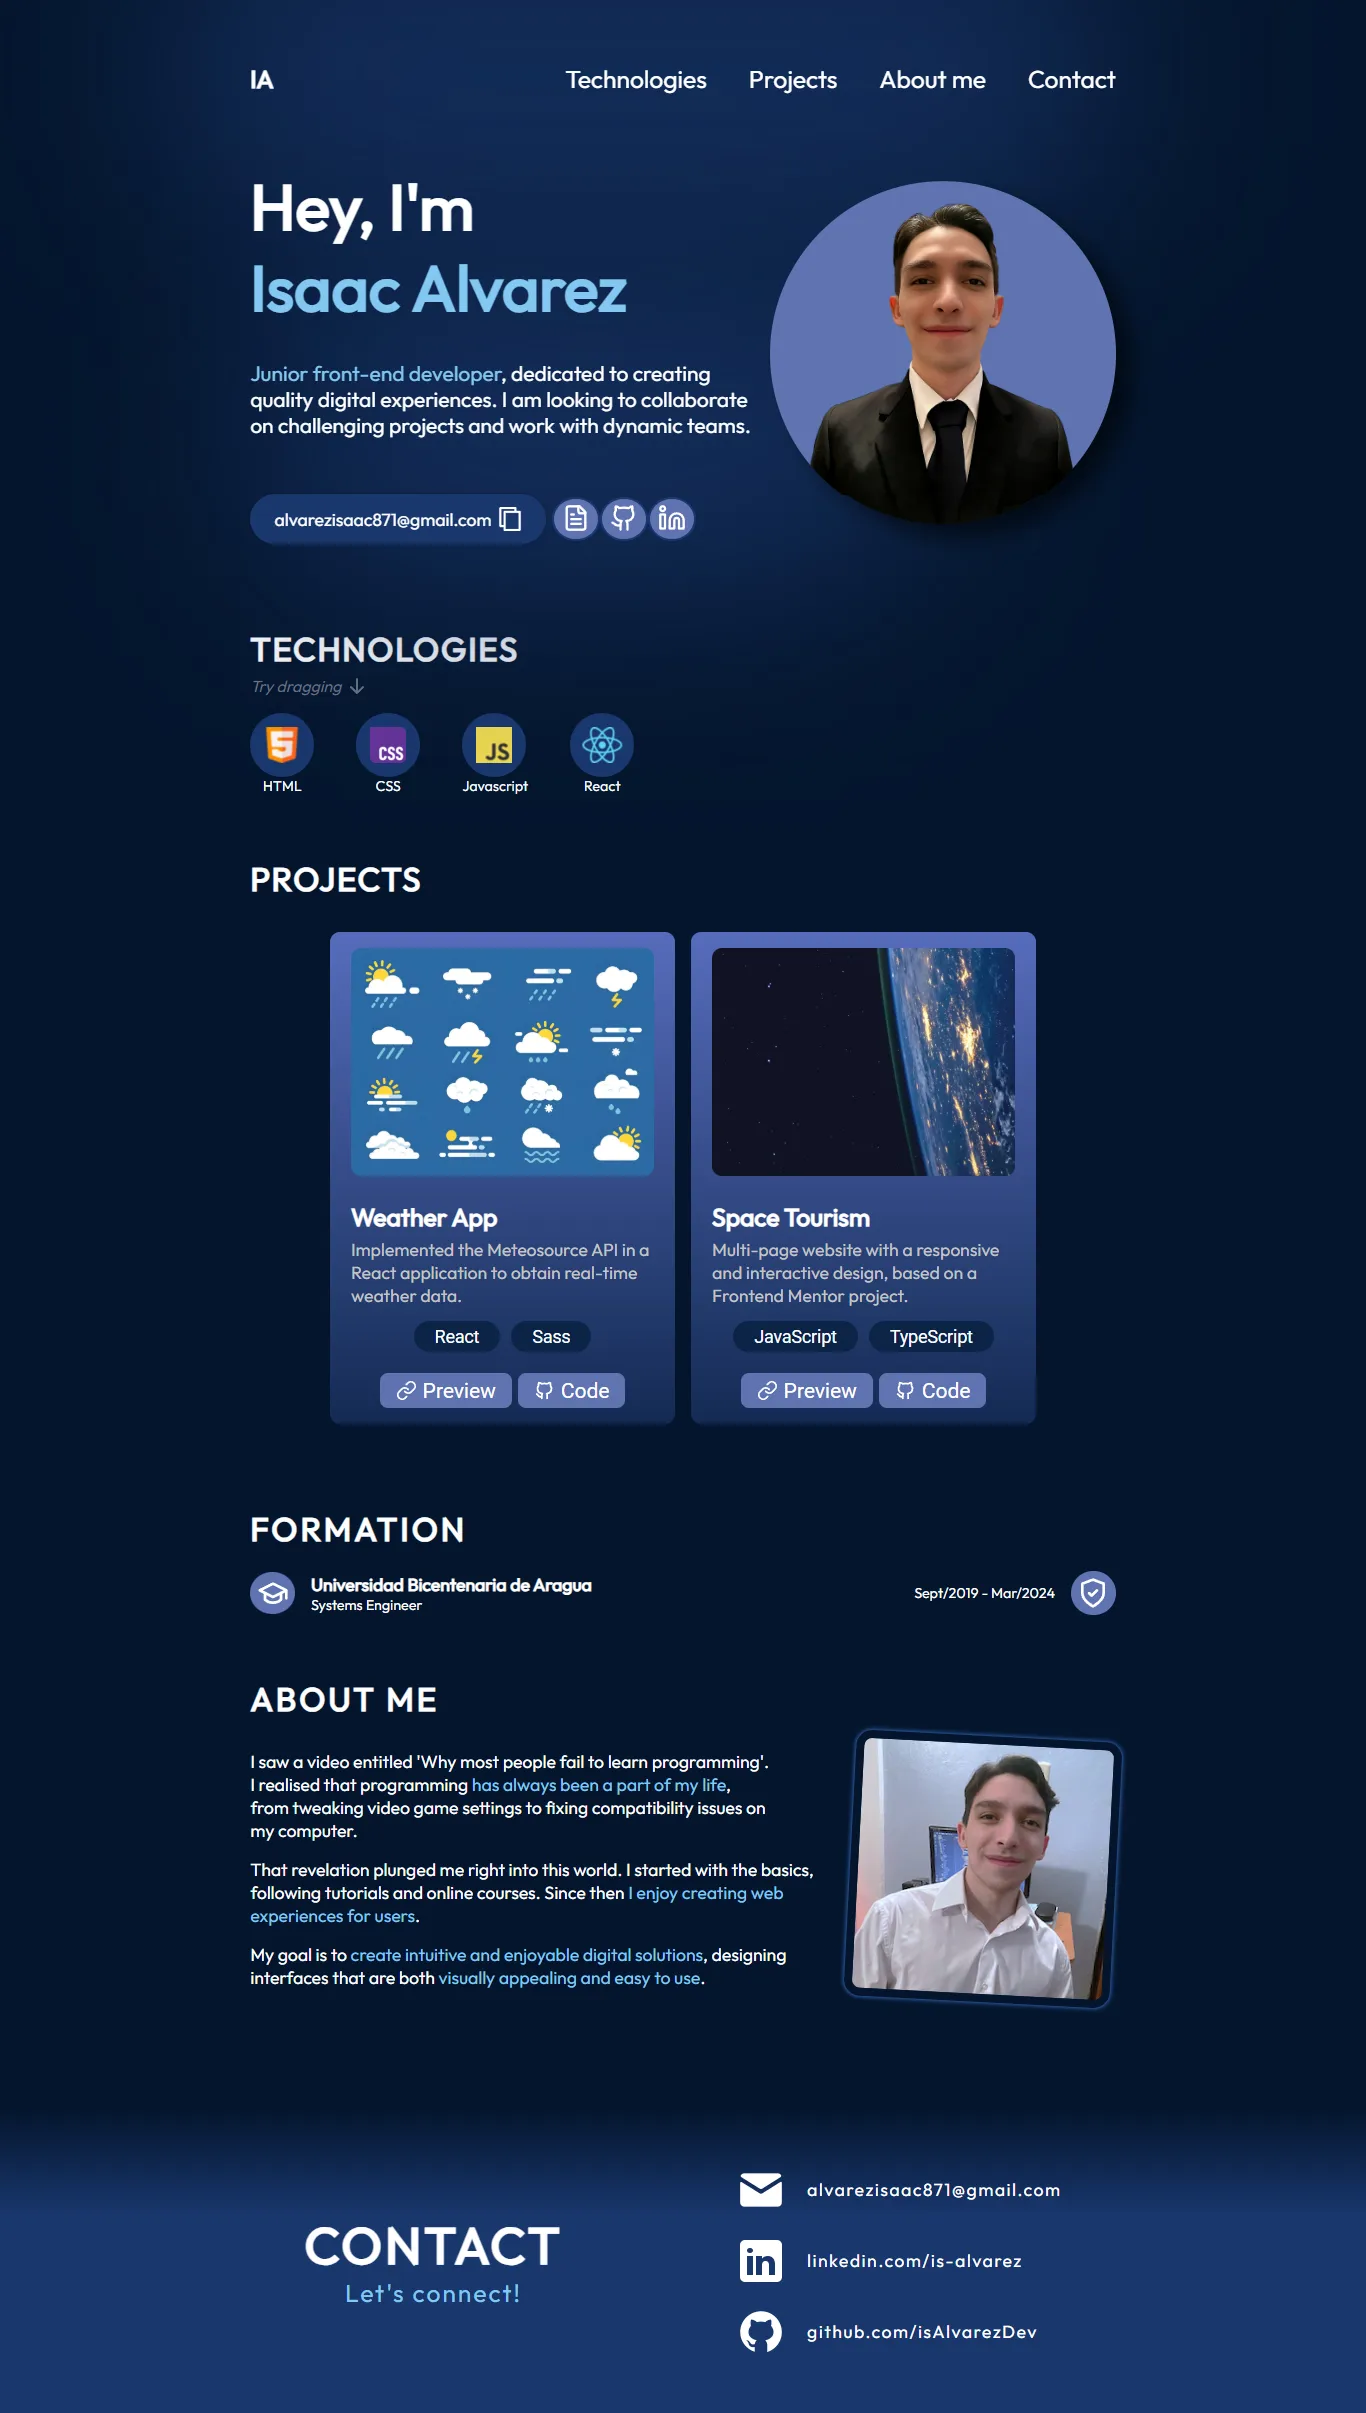 IA
Technologies
Projects
About me
Contact
Hey, I'm
Isaac Alvarez
Junior front-end developer, dedicated to creating
quality digital experiences. I am looking to collaborate
on challenging projects and work with dynamic teams.
alvarezisaac871@gmail.com
TECHNOLOGIES
Try dragging
5
CSS
JS
HTML
CSS
Javascript
React
PROJECTS
Weather App
Implemented the Meteosource API in a
React application to obtain real-time
weather data.
React
Sass
Preview
Code
Space Tourism
Multi-page website with a responsive
and interactive design, based on a
Frontend Mentor project.
JavaScript
TypeScript
Preview
Code
FORMATION
Universidad Bicentenaria de Aragua
Systems Engineer
Sept/2019 - Mar/2024
ABOUT ME
I saw a video entitled 'Why most people fail to learn programming'.
I realised that programming has always been a part of my life,
from tweaking video game settings to fixing compatibility issues on
my computer.
That revelation plunged me right into this world. I started with the basics,
following tutorials and online courses. Since then I enjoy creating web
experiences for users.
My goal is to create intuitive and enjoyable digital solutions, designing
interfaces that are both visually appealing and easy to use.
CONTACT
Let's connect!
alvarezisaac871@gmail.com
in
linkedin.com/is-alvarez
github.com/isAlvarezDev